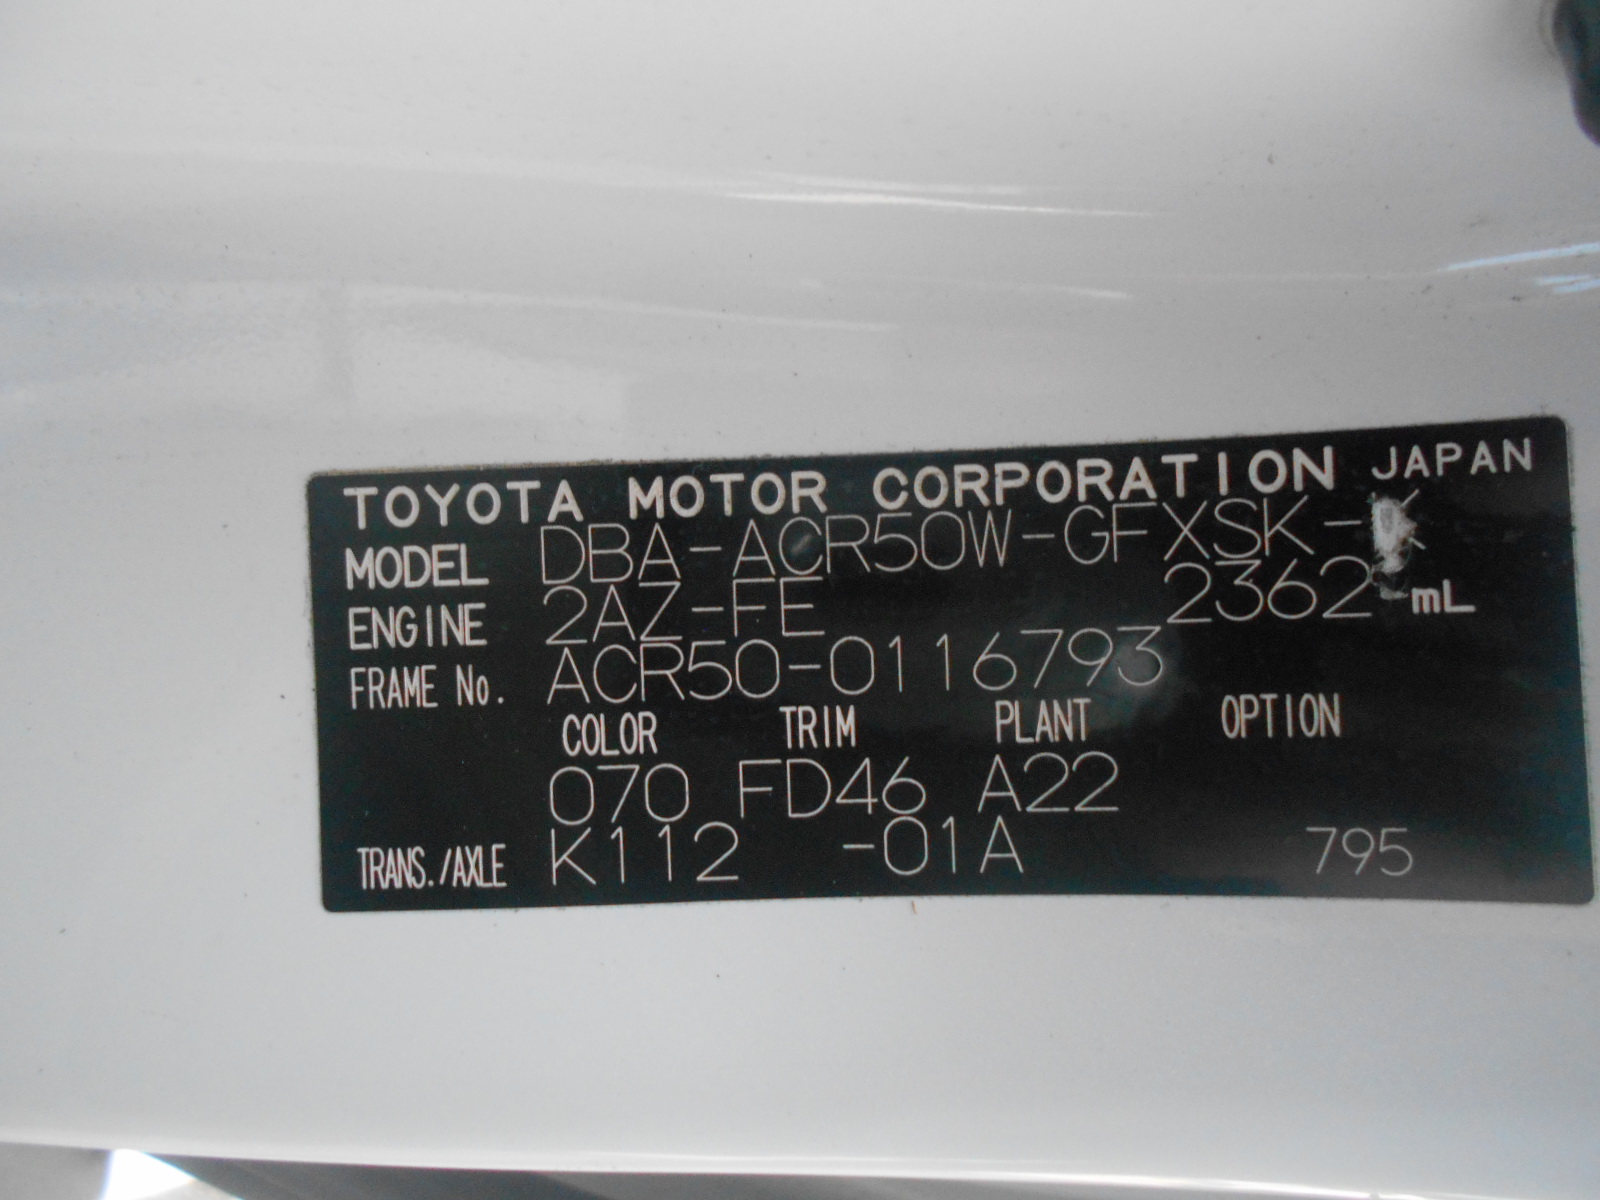 TOYOTA MOTOR CORPORATION JAPAN
MODEL DBA-ACR50W-GFXSK-
ENGINE 2AZ-FE 2362 mL
FRAME No. ACR50-0116793
COLOR TRIM PLANT OPTION
070 FD46 A22
TRANS./AXLE K112 -01A 795